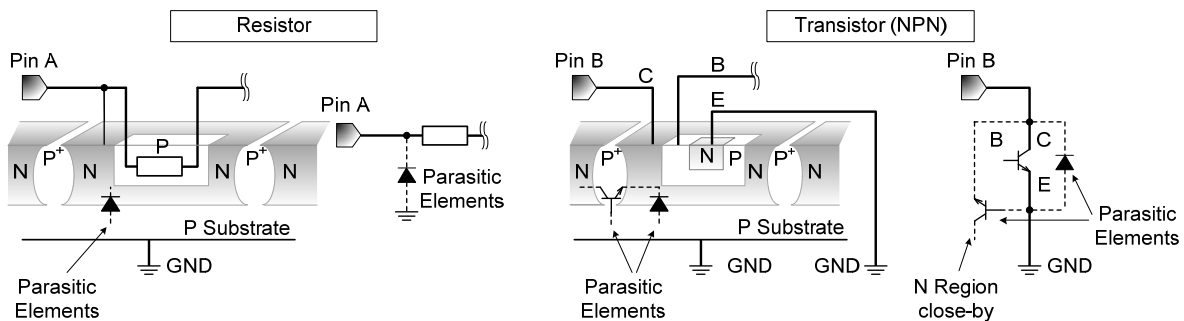 Resistor
Pin A
N
P+
N
P
N
P+
N
P Substrate
GND
Parasitic
Elements
Pin A
Parasitic
Elements
Transistor (NPN)
Pin B
C
B
E
N
P+
N
N
P
N
P+
N
P Substrate
GND
GND
Parasitic
Elements
Pin B
B
C
E
Parasitic
Elements
GND
N Region
close-by